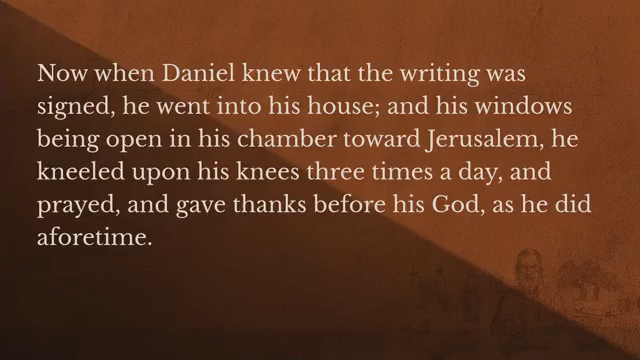 Now when Daniel knew that the writing was
signed, he went into his house; and his windows
being open in his chamber toward Jerusalem, he
kneeled upon his knees three times a day, and
prayed, and gave thanks before his God, as he did
aforetime.